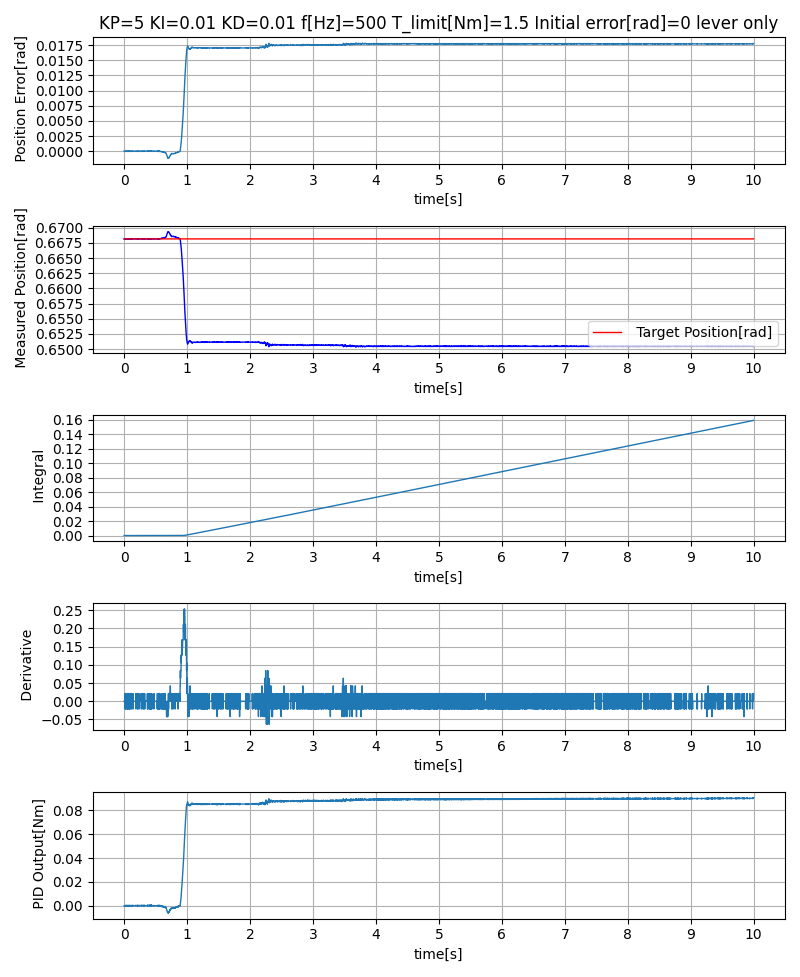 KP=5 KI=0.01 KD=0.01 f[Hz]=500 T_limit[Nm]=1.5 Initial error[rad]=0 lever only
Position Error[rad]
0.0175
0.0150
0.0125
0.0100
0.0075
0.0050
0.0025
0.0000
0 1 2 3 4 5 6 7 8 9 10
time[s]
Measured Position[rad]
0.6700
0.6675
0.6650
0.6625
0.6600
0.6575
0.6550
0.6525
0.6500
Target Position[rad]
0 1 2 3 4 5 6 7 8 9 10
time[s]
Integral
0.16
0.14
0.12
0.10
0.08
0.06
0.04
0.02
0.00
0 1 2 3 4 5 6 7 8 9 10
time[s]
Derivative
0.25
0.20
0.15
0.10
0.05
0.00
−0.05
0 1 2 3 4 5 6 7 8 9 10
time[s]
PID Output[Nm]
0.08
0.06
0.04
0.02
0.00
0 1 2 3 4 5 6 7 8 9 10
time[s]